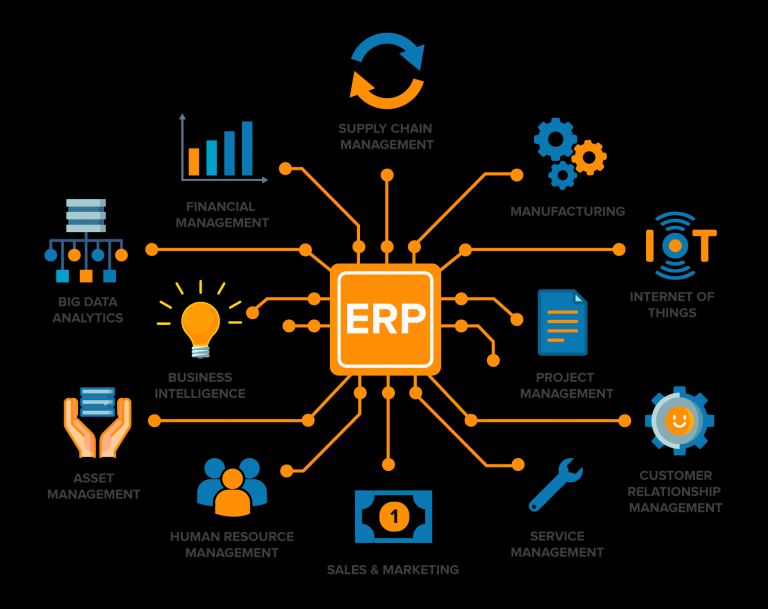 SUPPLY CHAIN
MANAGEMENT
FINANCIAL
MANAGEMENT
MANUFACTURING
IOT
BIG DATA
ANALYTICS
INTERNET OF
THINGS
ERP
BUSINESS
INTELLIGENCE
PROJECT
MANAGEMENT
ASSET
MANAGEMENT
CUSTOMER
RELATIONSHIP
MANAGEMENT
HUMAN RESOURCE
MANAGEMENT
1
SERVICE
MANAGEMENT
SALES & MARKETING